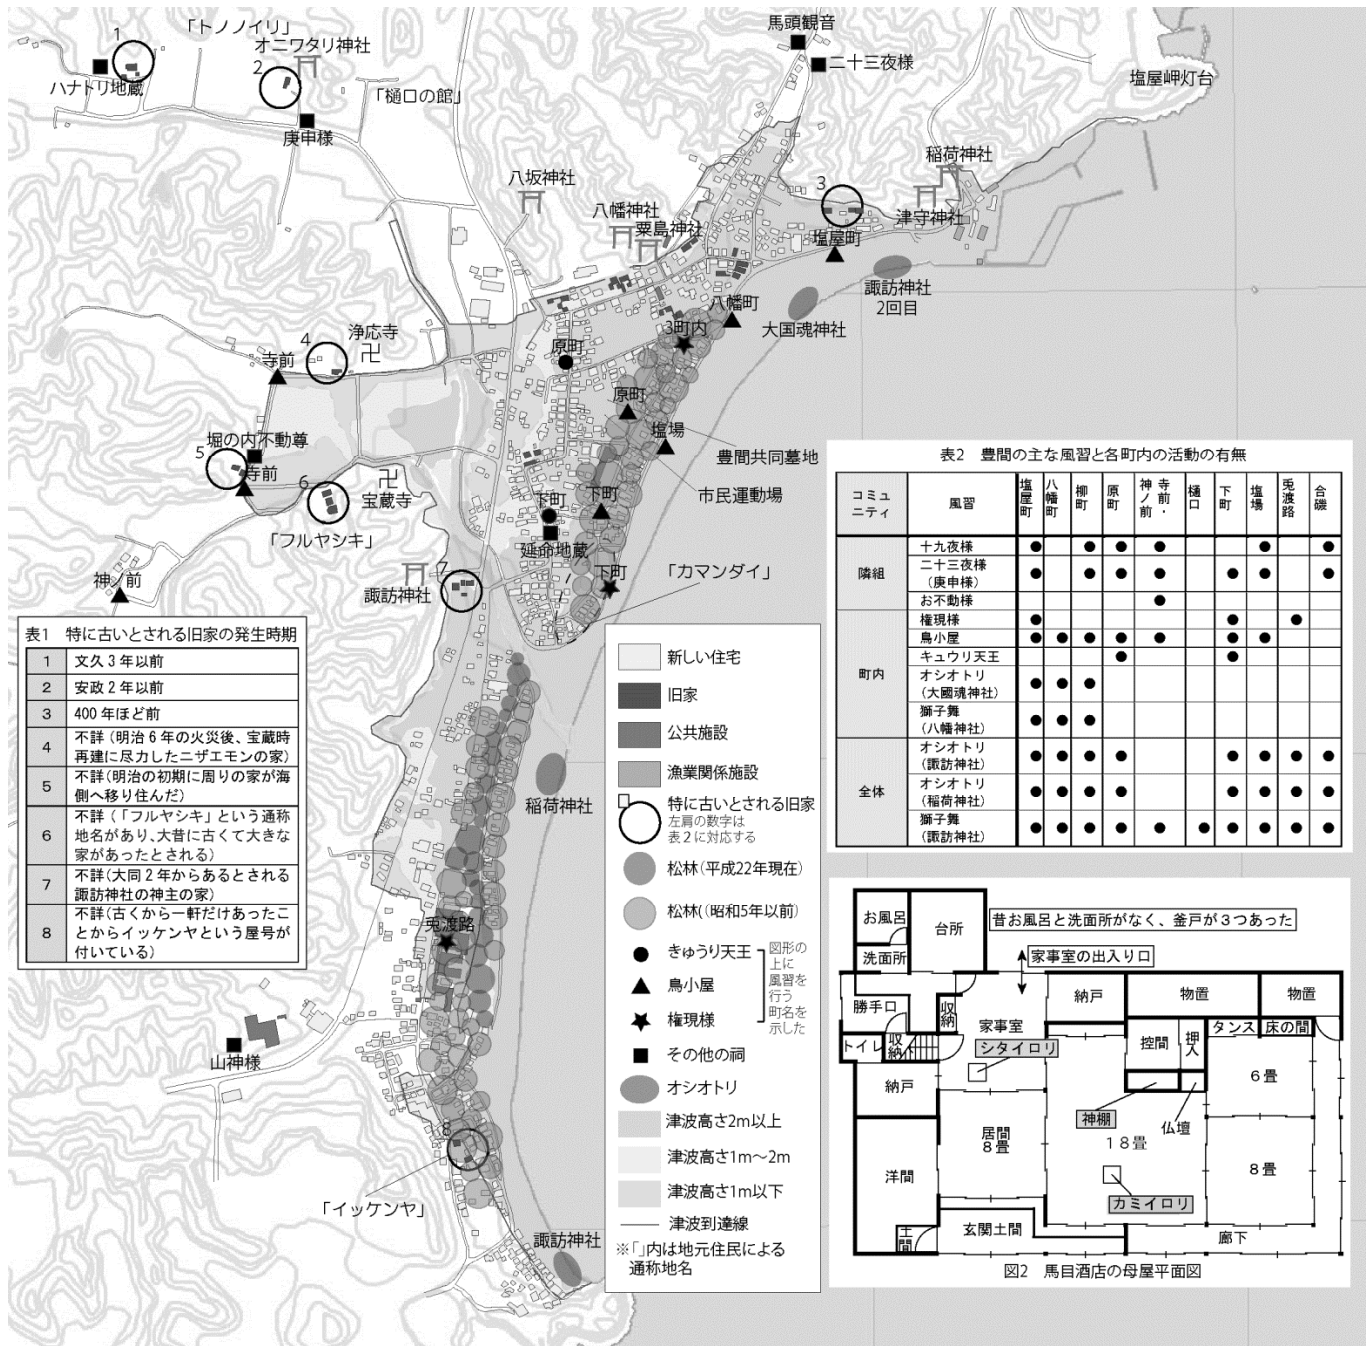 「トノノイリ」
1
ハナトリ地蔵
オニワタリ神社
2
庚申様
「樋口の館」
馬頭観音
二十三夜様
塩屋岬灯台
八坂神社
八幡神社
粟島神社
3
塩屋町
稲荷神社
津守神社
諏訪神社
2回目
大国魂神社
八幡町
3町内
原町
原町
塩場
豊間共同墓地
市民運動場
4
浄応寺
寺前
堀の内不動尊
5
寺前
6
宝蔵寺
「フルヤシキ」
神ノ前
下町
下町
延命地蔵
下町
「カマンダイ」
7
諏訪神社
稲荷神社
兎渡路
山神様
8
「イッケンヤ」
諏訪神社
表1 特に古いとされる旧家の発生時期
1 文久3年以前
2 安政2年以前
3 400年ほど前
4 不詳(明治6年の火災後、宝蔵時
再建に尽力したニザエモンの家)
5 不詳(明治の初期に周りの家が海
側へ移り住んだ)
6 不詳(「フルヤシキ」という通称
地名があり、大昔に古くて大きな
家があったとされる)
7 不詳(大同2年からあるとされる
諏訪神社の神主の家)
8 不詳(古くから一軒だけあったこ
とからイッケンヤという屋号が
付いている)
新しい住宅
旧家
公共施設
漁業関係施設
特に古いとされる旧家
左肩の数字は
表2に対応する
松林(平成22年現在)
松林((昭和5年以前)
きゅうり天王
鳥小屋
権現様
図形の
上に
風習を
行う
町名を
示した
その他の祠
オシオトリ
津波高さ2m以上
津波高さ1m〜2m
津波高さ1m以下
津波到達線
※「」内は地元住民による
通称地名
表2 豊間の主な風習と各町内の活動の有無
コミュニティ 風習 塩屋町 八幡町 柳町 原町 寺前・神ノ前 樋口 下町 塩場 兎渡路 合磯
隣組
十九夜様 ● ● ● ● ● ●
二十三夜様
(庚申様) ● ● ● ● ● ● ●
お不動様 ●
町内
権現様 ● ● ●
鳥小屋 ● ● ● ● ● ● ●
キュウリ天王 ● ●
オシオトリ
(大國魂神社) ● ● ●
獅子舞
(八幡神社) ● ● ●
全体
オシオトリ
(諏訪神社) ● ● ● ● ● ● ● ●
オシオトリ
(稲荷神社) ● ● ● ● ● ● ● ●
獅子舞
(諏訪神社) ● ● ● ● ● ● ● ● ● ●
お風呂
洗面所
台所
昔お風呂と洗面所がなく、釜戸が3つあった
家事室の出入り口
勝手口
収納
家事室
納戸
物置
物置
トイレ
収納
シタイロリ
控間
押入
タンス
床の間
納戸
6畳
神棚
仏壇
居間
8畳
18畳
洋間
カミイロリ
8畳
土間
玄関土間
廊下
図2 馬目酒店の母屋平面図